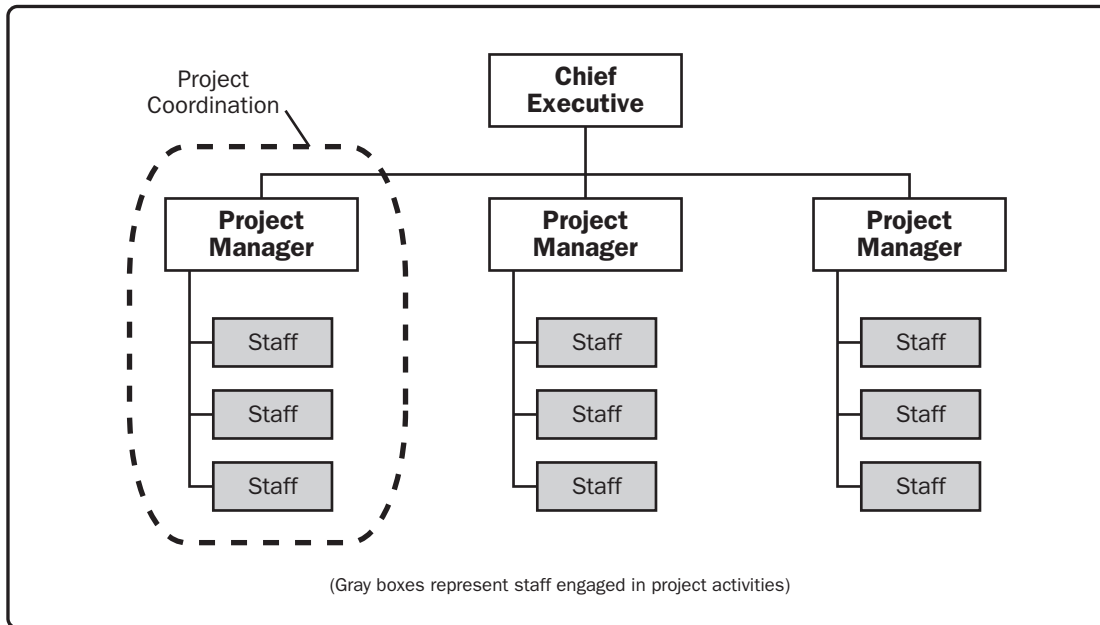 Project
Coordination
Chief
Executive
Project
Manager
Project
Manager
Project
Manager
Staff
Staff
Staff
Staff
Staff
Staff
Staff
Staff
Staff
(Gray boxes represent staff engaged in project activities)